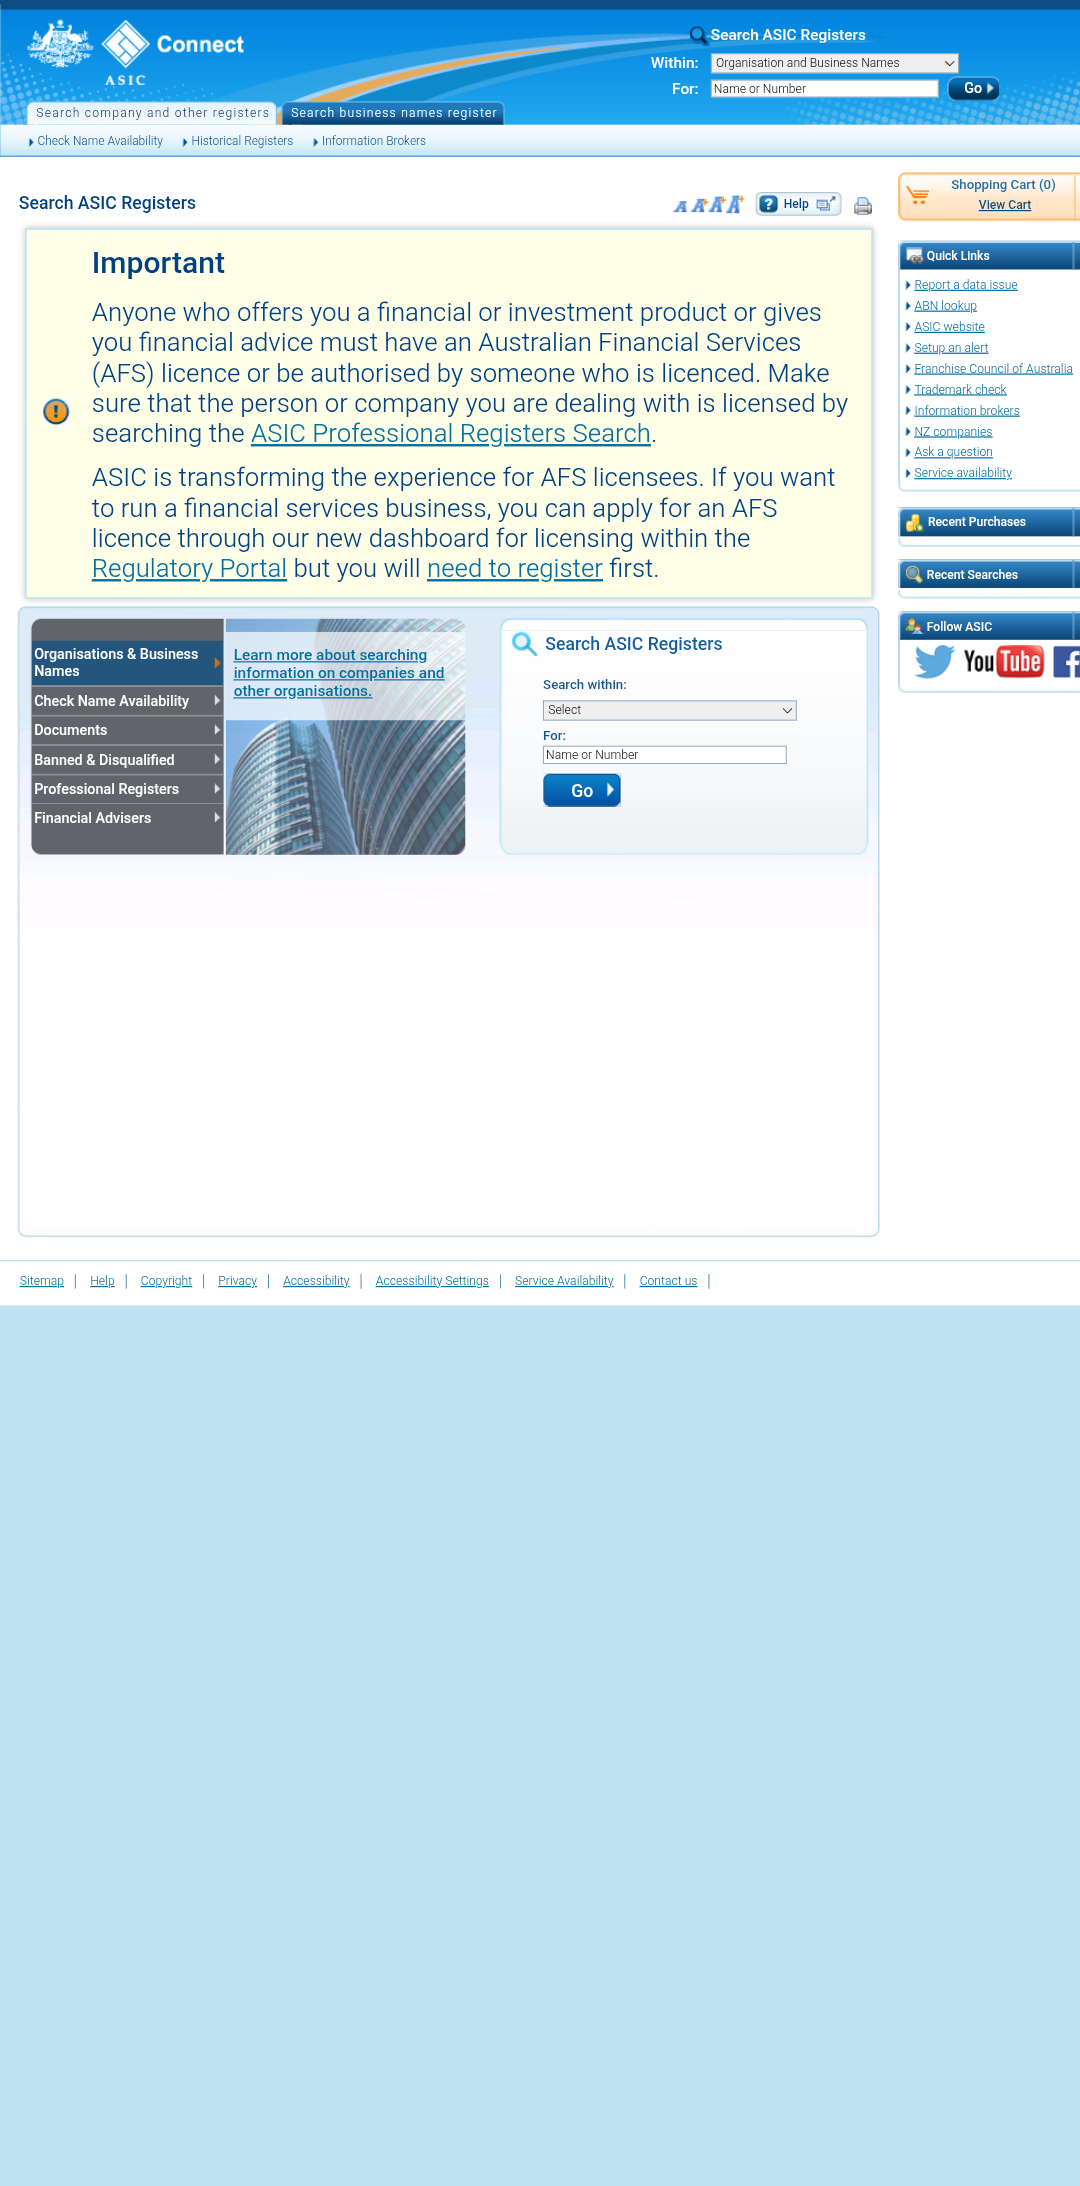 Connect
ASIC
Search ASIC Registers
Within: Organisation and Business Names
For: Name or Number Go
Search company and other registers Search business names register
Check Name Availability Historical Registers Information Brokers
Search ASIC Registers
A A A A Help
Shopping Cart (0)
View Cart
Important
Anyone who offers you a financial or investment product or gives
you financial advice must have an Australian Financial Services
(AFS) licence or be authorised by someone who is licenced. Make
sure that the person or company you are dealing with is licensed by
searching the ASIC Professional Registers Search.
ASIC is transforming the experience for AFS licensees. If you want
to run a financial services business, you can apply for an AFS
licence through our new dashboard for licensing within the
Regulatory Portal but you will need to register first.
Quick Links
Report a data issue
ABN lookup
ASIC website
Setup an alert
Franchise Council of Australia
Trademark check
Information brokers
NZ companies
Ask a question
Service availability
Recent Purchases
Recent Searches
Follow ASIC
YouTube
Organisations & Business
Names
Check Name Availability
Documents
Banned & Disqualified
Professional Registers
Financial Advisers
Learn more about searching
information on companies and
other organisations.
Search ASIC Registers
Search within:
Select
For:
Name or Number
Go
Sitemap | Help | Copyright | Privacy | Accessibility | Accessibility Settings | Service Availability | Contact us |